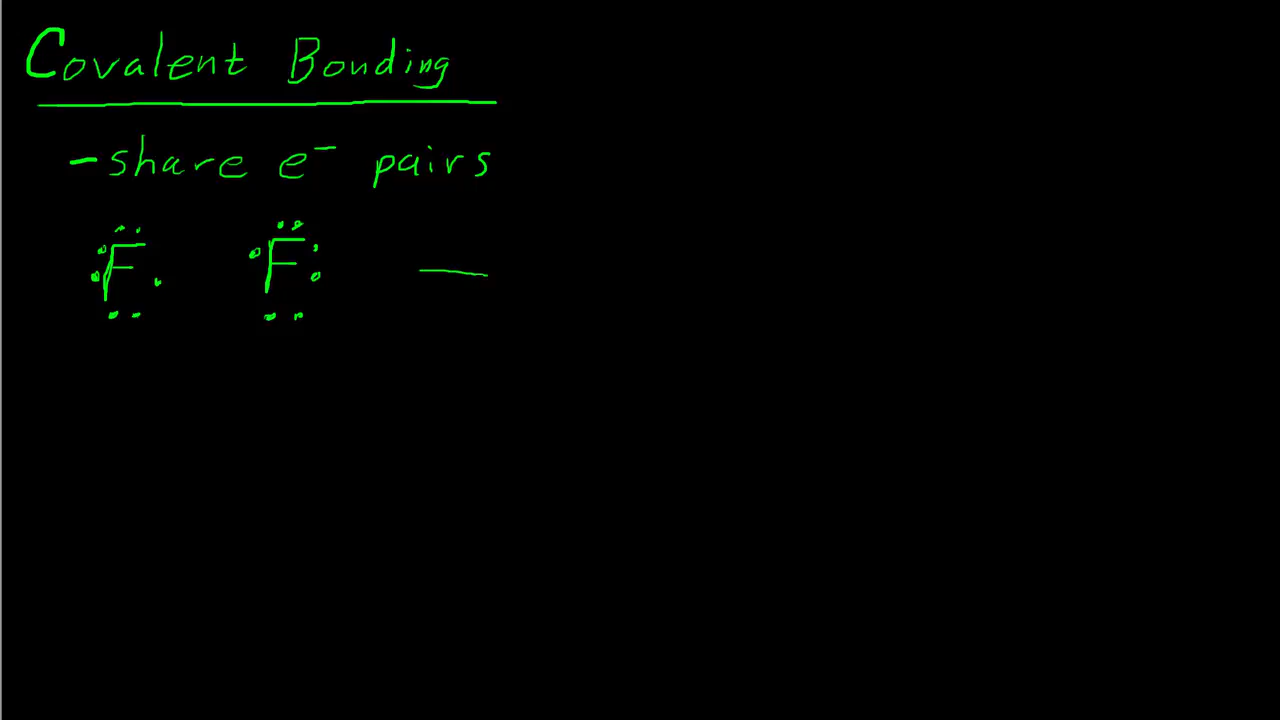 Covalent Bonding
- share e⁻ pairs
F F